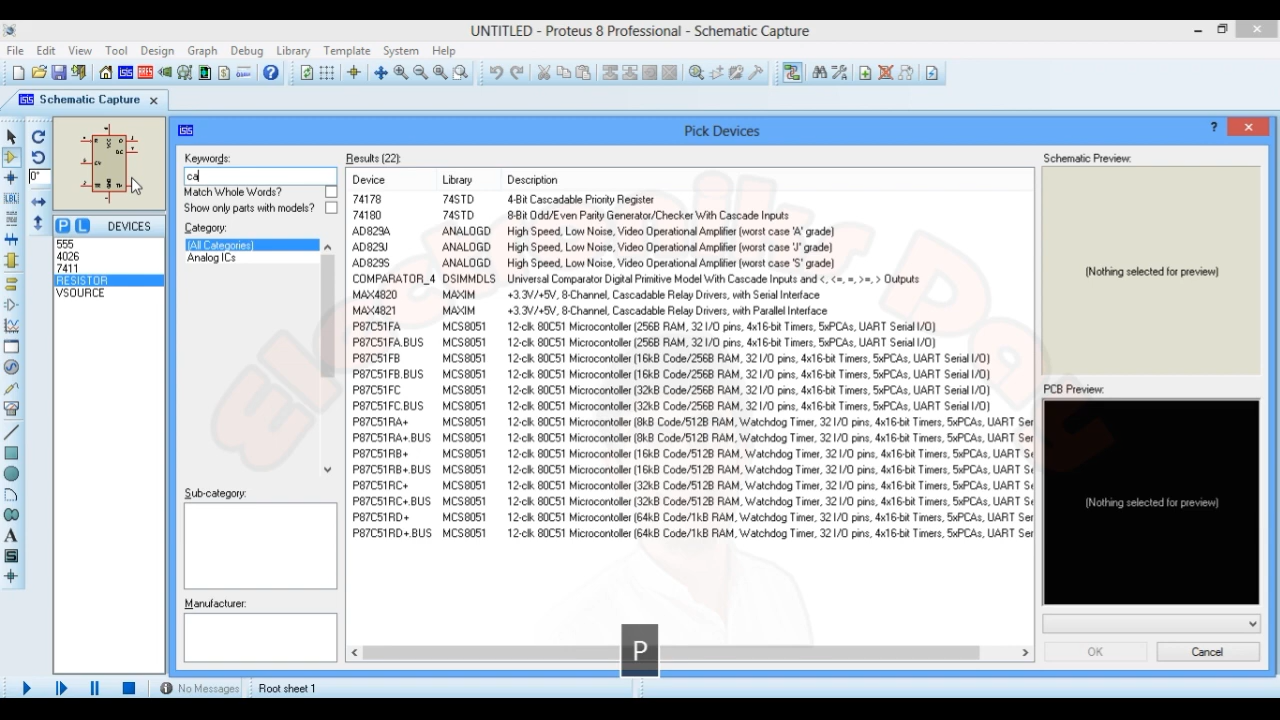 UNTITLED - Proteus 8 Professional - Schematic Capture
File Edit View Tool Design Graph Debug Library Template System Help
Schematic Capture
Pick Devices
Keywords:
ca
Match Whole Words?
Show only parts with models?
Category:
(All Categories)
Analog ICs
Sub-category:
Manufacturer:
0°
P L DEVICES
555
4026
7411
RESISTOR
VSOURCE
Results (22):
Device Library Description
74178 74STD 4-Bit Cascadable Priority Register
74180 74STD 8-Bit Odd/Even Parity Generator/Checker With Cascade Inputs
AD829A ANALOGD High Speed, Low Noise, Video Operational Amplifier (worst case 'A' grade)
AD829J ANALOGD High Speed, Low Noise, Video Operational Amplifier (worst case 'J' grade)
AD829S ANALOGD High Speed, Low Noise, Video Operational Amplifier (worst case 'S' grade)
COMPARATOR_4 DSIMMDLS Universal Comparator Digital Primitive Model With Cascade Inputs and <, <=, =, >=, > Outputs
MAX4820 MAXIM +3.3V/+5V, 8-Channel, Cascadable Relay Drivers, with Serial Interface
MAX4821 MAXIM +3.3V/+5V, 8-Channel, Cascadable Relay Drivers, with Parallel Interface
P87C51FA MCS8051 12-clk 80C51 Microcontoller (256B RAM, 32 I/O pins, 4x16-bit Timers, 5xPCAs, UART Serial I/O)
P87C51FA.BUS MCS8051 12-clk 80C51 Microcontoller (256B RAM, 32 I/O pins, 4x16-bit Timers, 5xPCAs, UART Serial I/O)
P87C51FB MCS8051 12-clk 80C51 Microcontoller (16kB Code/256B RAM, 32 I/O pins, 4x16-bit Timers, 5xPCAs, UART Serial I/O)
P87C51FB.BUS MCS8051 12-clk 80C51 Microcontoller (16kB Code/256B RAM, 32 I/O pins, 4x16-bit Timers, 5xPCAs, UART Serial I/O)
P87C51FC MCS8051 12-clk 80C51 Microcontoller (32kB Code/256B RAM, 32 I/O pins, 4x16-bit Timers, 5xPCAs, UART Serial I/O)
P87C51FC.BUS MCS8051 12-clk 80C51 Microcontoller (32kB Code/256B RAM, 32 I/O pins, 4x16-bit Timers, 5xPCAs, UART Serial I/O)
P87C51RA+ MCS8051 12-clk 80C51 Microcontoller (8kB Code/512B RAM, Watchdog Timer, 32 I/O pins, 4x16-bit Timers, 5xPCAs, UART Se
P87C51RA+.BUS MCS8051 12-clk 80C51 Microcontoller (8kB Code/512B RAM, Watchdog Timer, 32 I/O pins, 4x16-bit Timers, 5xPCAs, UART Se
P87C51RB+ MCS8051 12-clk 80C51 Microcontoller (16kB Code/512B RAM, Watchdog Timer, 32 I/O pins, 4x16-bit Timers, 5xPCAs, UART Se
P87C51RB+.BUS MCS8051 12-clk 80C51 Microcontoller (16kB Code/512B RAM, Watchdog Timer, 32 I/O pins, 4x16-bit Timers, 5xPCAs, UART Se
P87C51RC+ MCS8051 12-clk 80C51 Microcontoller (32kB Code/512B RAM, Watchdog Timer, 32 I/O pins, 4x16-bit Timers, 5xPCAs, UART Se
P87C51RC+.BUS MCS8051 12-clk 80C51 Microcontoller (32kB Code/512B RAM, Watchdog Timer, 32 I/O pins, 4x16-bit Timers, 5xPCAs, UART Se
P87C51RD+ MCS8051 12-clk 80C51 Microcontoller (64kB Code/1kB RAM, Watchdog Timer, 32 I/O pins, 4x16-bit Timers, 5xPCAs, UART Ser
P87C51RD+.BUS MCS8051 12-clk 80C51 Microcontoller (64kB Code/1kB RAM, Watchdog Timer, 32 I/O pins, 4x16-bit Timers, 5xPCAs, UART Ser
Schematic Preview:
(Nothing selected for preview)
PCB Preview:
(Nothing selected for preview)
OK Cancel
P
No Messages Root sheet 1